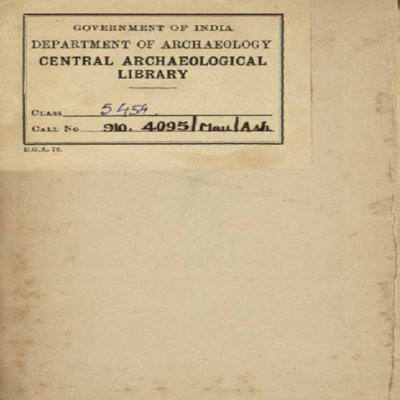 GOVERNMENT OF INDIA
DEPARTMENT OF ARCHAEOLOGY
CENTRAL ARCHAEOLOGICAL
LIBRARY
CLASS 5454
CALL No 910.4095/Mau/Ash
D.G.A. 79.